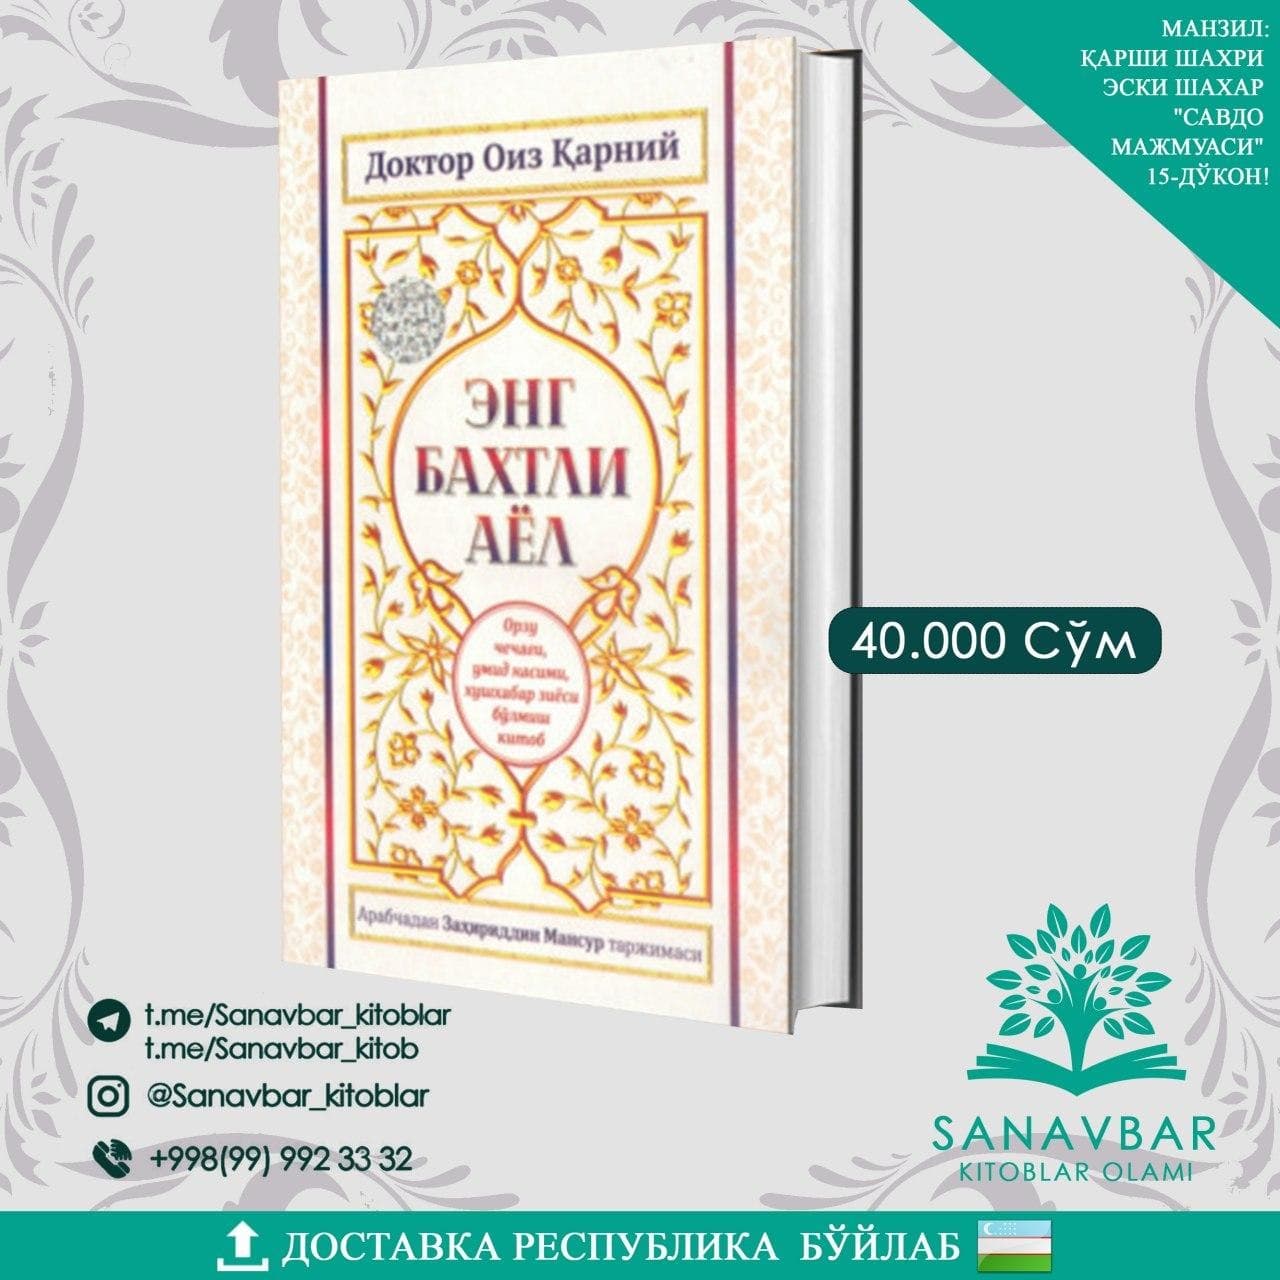 МАНЗИЛ:
ҚАРШИ ШАХРИ
ЭСКИ ШАХАР
"САВДО
МАЖМУАСИ"
15-ДЎКОН!
Доктор Оиз Қарний
ЭНГ
БАХТЛИ
АЁЛ
Орзу
чечаги,
умид насими,
хушхабар зиёси
бўлмиш
китоб
Арабчадан Заҳириддин Мансур таржимаси
40.000 Сўм
t.me/Sanavbar_kitoblar
t.me/Sanavbar_kitob
@Sanavbar_kitoblar
+998(99) 992 33 32
SANAVBAR
KITOBLAR OLAMI
ДОСТАВКА РЕСПУБЛИКА БЎЙЛАБ